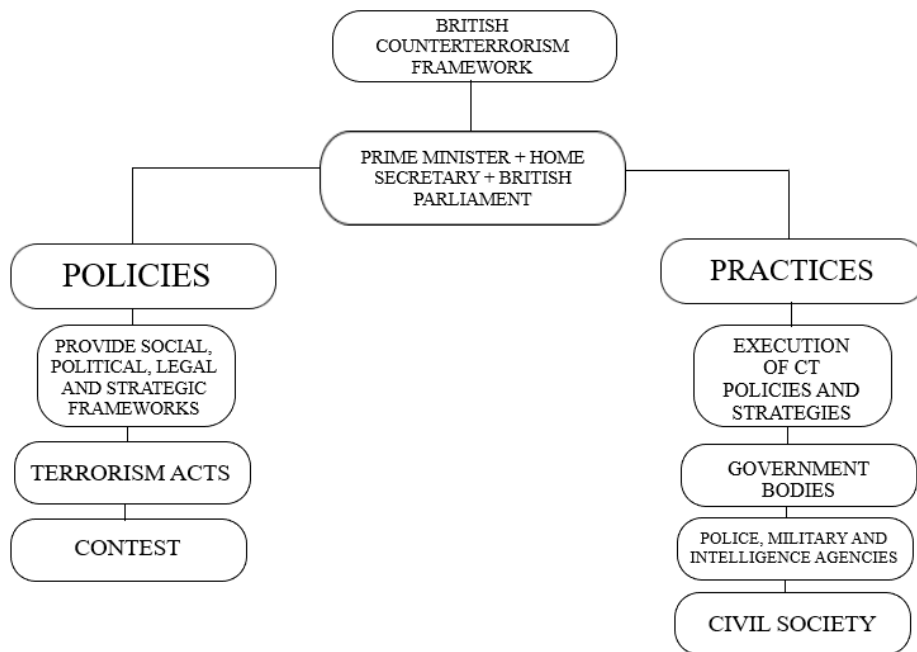 BRITISH
COUNTERTERRORISM
FRAMEWORK
PRIME MINISTER + HOME
SECRETARY + BRITISH
PARLIAMENT
POLICIES
PROVIDE SOCIAL,
POLITICAL, LEGAL
AND STRATEGIC
FRAMEWORKS
TERRORISM ACTS
CONTEST
PRACTICES
EXECUTION
OF CT
POLICIES AND
STRATEGIES
GOVERNMENT
BODIES
POLICE, MILITARY AND
INTELLIGENCE AGENCIES
CIVIL SOCIETY